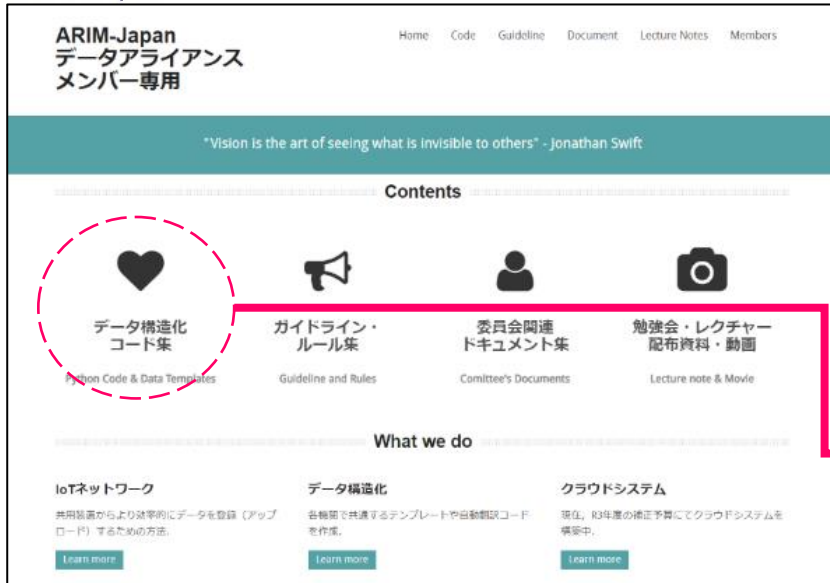 ARIM-Japan
データアライアンス
メンバー専用
Home Code Guideline Document Lecture Notes Members
"Vision is the art of seeing what is invisible to others" - Jonathan Swift
Contents
データ構造化
コード集
Python Code & Data Templates
ガイドライン・
ルール集
Guideline and Rules
委員会関連
ドキュメント集
Comittee's Documents
勉強会・レクチャー
配布資料・動画
Lecture note & Movie
What we do
IoTネットワーク
共用装置からより効率的にデータを登録（アップ
ロード）するための方法.
Learn more
データ構造化
各機関で共通するテンプレートや自動翻訳コード
を作成.
Learn more
クラウドシステム
現在, R3年度の補正予算にてクラウドシステムを
構築中.
Learn more